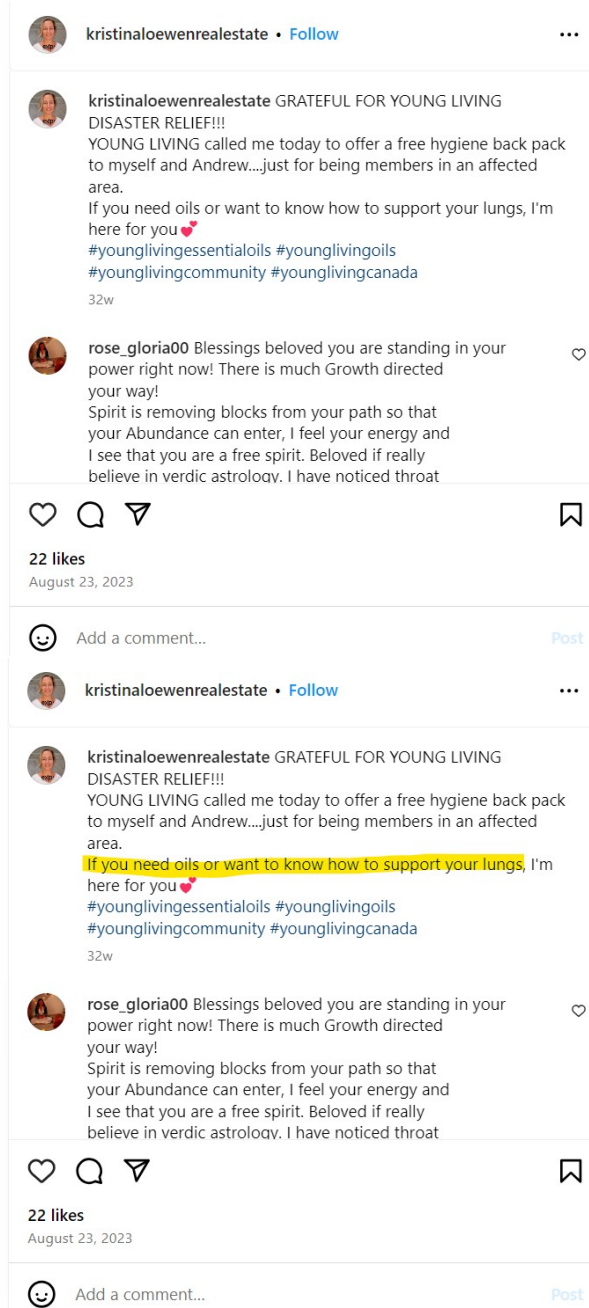 kristinaloewenrealestate • Follow
kristinaloewenrealestate GRATEFUL FOR YOUNG LIVING
DISASTER RELIEF!!!
YOUNG LIVING called me today to offer a free hygiene back pack
to myself and Andrew....just for being members in an affected
area.
If you need oils or want to know how to support your lungs, I'm
here for you💕
#younglivingessentialoils #younglivingoils
#younglivingcommunity #younglivingcanada
32w
rose_gloria00 Blessings beloved you are standing in your
power right now! There is much Growth directed
your way!
Spirit is removing blocks from your path so that
your Abundance can enter, I feel your energy and
I see that you are a free spirit. Beloved if really
believe in verdic astrology. I have noticed throat
22 likes
August 23, 2023
Add a comment...
Post
kristinaloewenrealestate • Follow
kristinaloewenrealestate GRATEFUL FOR YOUNG LIVING
DISASTER RELIEF!!!
YOUNG LIVING called me today to offer a free hygiene back pack
to myself and Andrew....just for being members in an affected
area.
If you need oils or want to know how to support your lungs, I'm
here for you💕
#younglivingessentialoils #younglivingoils
#younglivingcommunity #younglivingcanada
32w
rose_gloria00 Blessings beloved you are standing in your
power right now! There is much Growth directed
your way!
Spirit is removing blocks from your path so that
your Abundance can enter, I feel your energy and
I see that you are a free spirit. Beloved if really
believe in verdic astrology. I have noticed throat
22 likes
August 23, 2023
Add a comment...
Post